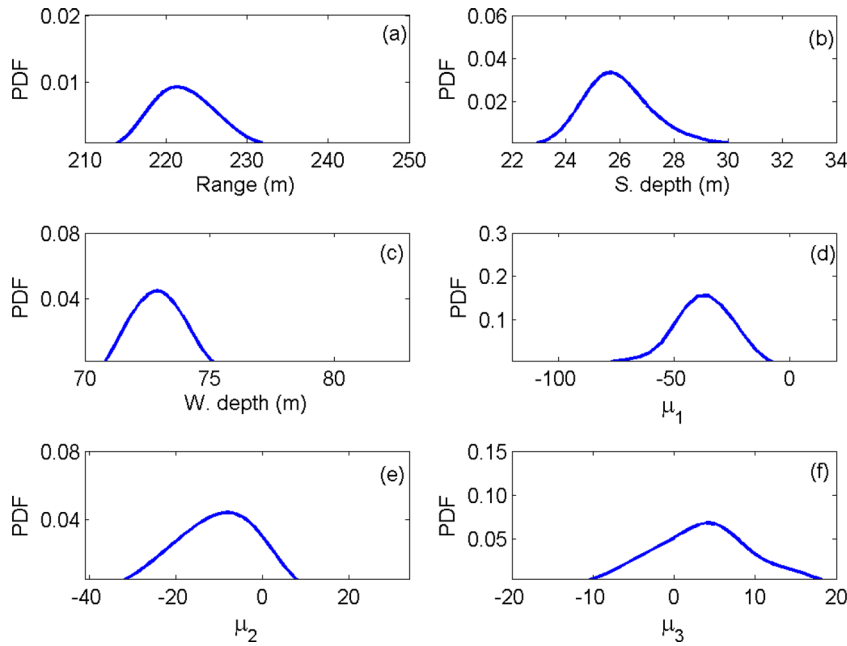 0.02
(a)
PDF
0.01
210 220 230 240 250
Range (m)
0.06
(b)
PDF
0.04
0.02
22 24 26 28 30 32 34
S. depth (m)
0.08
(c)
PDF
0.04
70 75 80
W. depth (m)
0.3
(d)
PDF
0.2
0.1
-100 -50 0
μ1
0.08
(e)
PDF
0.04
-40 -20 0 20
μ2
0.15
(f)
PDF
0.10
0.05
-20 -10 0 10 20
μ3